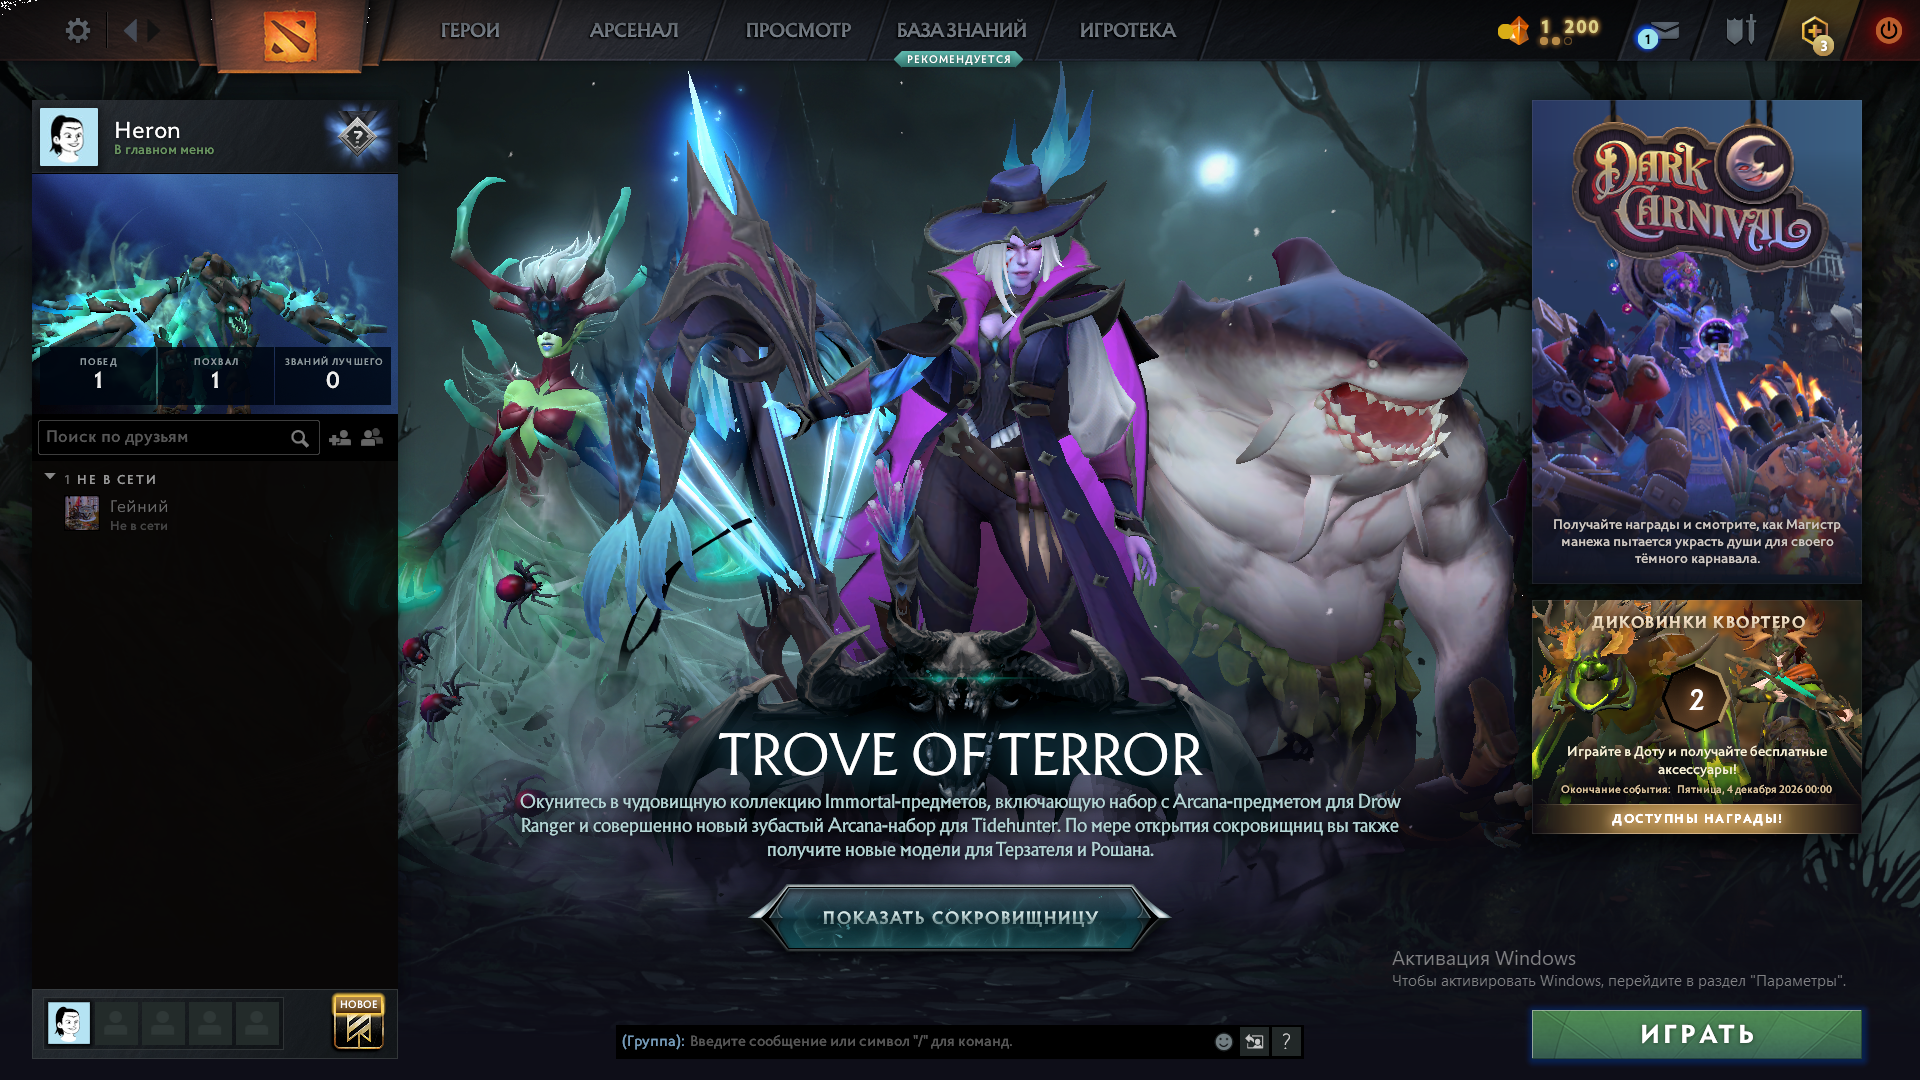 ГЕРОИ
АРСЕНАЛ
ПРОСМОТР
БАЗА ЗНАНИЙ
РЕКОМЕНДУЕТСЯ
ИГРОТЕКА
1 200
1
3
Heron
В главном меню
?
ПОБЕД
1
ПОХВАЛ
1
ЗВАНИЙ ЛУЧШЕГО
0
Поиск по друзьям
1 НЕ В СЕТИ
Гейний
Не в сети
НОВОЕ
TROVE OF TERROR
Окунитесь в чудовищную коллекцию Immortal-предметов, включающую набор с Arcana-предметом для Drow
Ranger и совершенно новый зубастый Arcana-набор для Tidehunter. По мере открытия сокровищниц вы также
получите новые модели для Терзателя и Рошана.
ПОКАЗАТЬ СОКРОВИЩНИЦУ
(Группа): Введите сообщение или символ "/" для команд.
?
DARK
CARNIVAL
Получайте награды и смотрите, как Магистр
манежа пытается украсть души для своего
тёмного карнавала.
ДИКОВИНКИ КВОРТЕРО
2
Играйте в Доту и получайте бесплатные
аксессуары!
Окончание события: Пятница, 4 декабря 2026 00:00
ДОСТУПНЫ НАГРАДЫ!
Активация Windows
Чтобы активировать Windows, перейдите в раздел "Параметры".
ИГРАТЬ